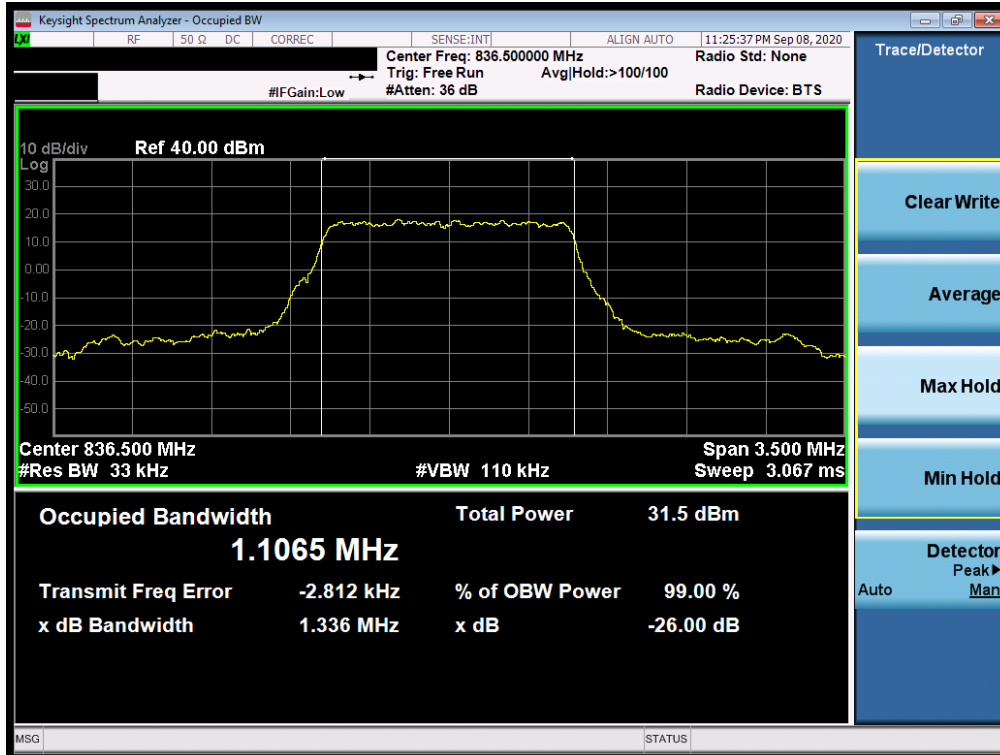 Keysight Spectrum Analyzer - Occupied BW
LXI RF 50 Ω DC CORREC SENSE:INT ALIGN AUTO 11:25:37 PM Sep 08, 2020
Center Freq: 836.500000 MHz Radio Std: None
Trig: Free Run Avg|Hold:>100/100
#IFGain:Low #Atten: 36 dB Radio Device: BTS
10 dB/div Ref 40.00 dBm
Log
30.0
20.0
10.0
0.00
-10.0
-20.0
-30.0
-40.0
-50.0
Center 836.500 MHz Span 3.500 MHz
#Res BW 33 kHz #VBW 110 kHz Sweep 3.067 ms
Occupied Bandwidth Total Power 31.5 dBm
1.1065 MHz
Transmit Freq Error -2.812 kHz % of OBW Power 99.00 %
x dB Bandwidth 1.336 MHz x dB -26.00 dB
MSG STATUS
Trace/Detector
Clear Write
Average
Max Hold
Min Hold
Detector
Peak▶
Auto Man